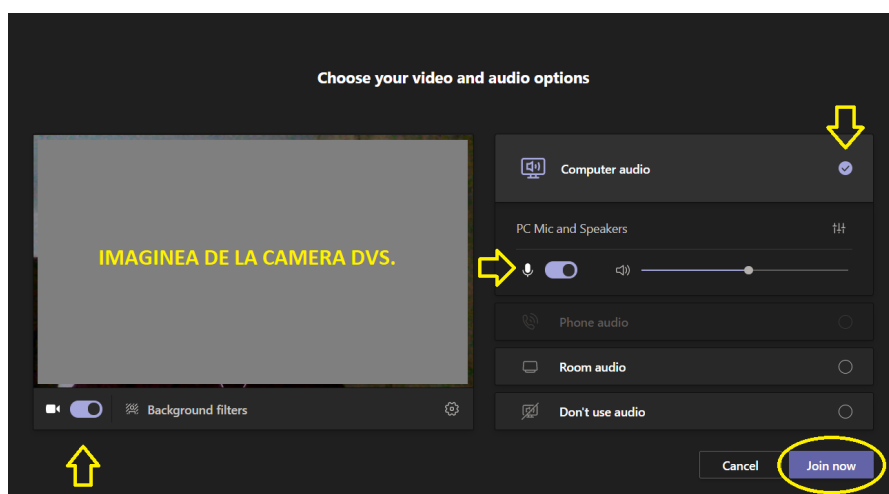 Choose your video and audio options
IMAGINEA DE LA CAMERA DVS.
Background filters
Computer audio
PC Mic and Speakers
Phone audio
Room audio
Don't use audio
Cancel
Join now